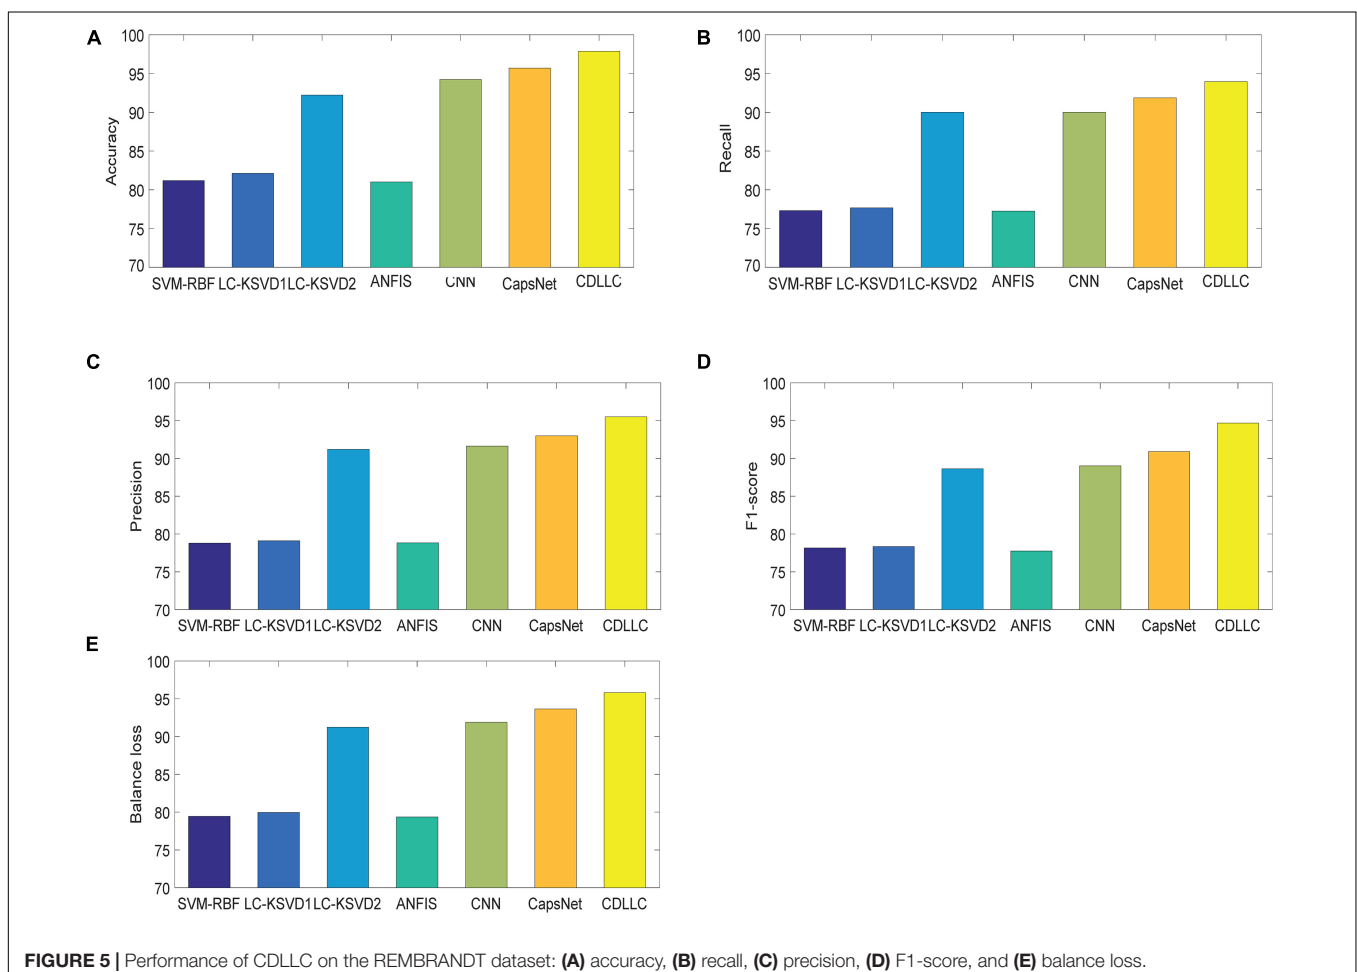 A
Accuracy
100
95
90
85
80
75
70
SVM-RBF LC-KSVD1 LC-KSVD2 ANFIS CNN CapsNet CDLLC
B
Recall
100
95
90
85
80
75
70
SVM-RBF LC-KSVD1 LC-KSVD2 ANFIS CNN CapsNet CDLLC
C
Precision
100
95
90
85
80
75
70
SVM-RBF LC-KSVD1 LC-KSVD2 ANFIS CNN CapsNet CDLLC
D
F1-score
100
95
90
85
80
75
70
SVM-RBF LC-KSVD1 LC-KSVD2 ANFIS CNN CapsNet CDLLC
E
Balance loss
100
95
90
85
80
75
70
SVM-RBF LC-KSVD1 LC-KSVD2 ANFIS CNN CapsNet CDLLC
FIGURE 5 | Performance of CDLLC on the REMBRANDT dataset: (A) accuracy, (B) recall, (C) precision, (D) F1-score, and (E) balance loss.